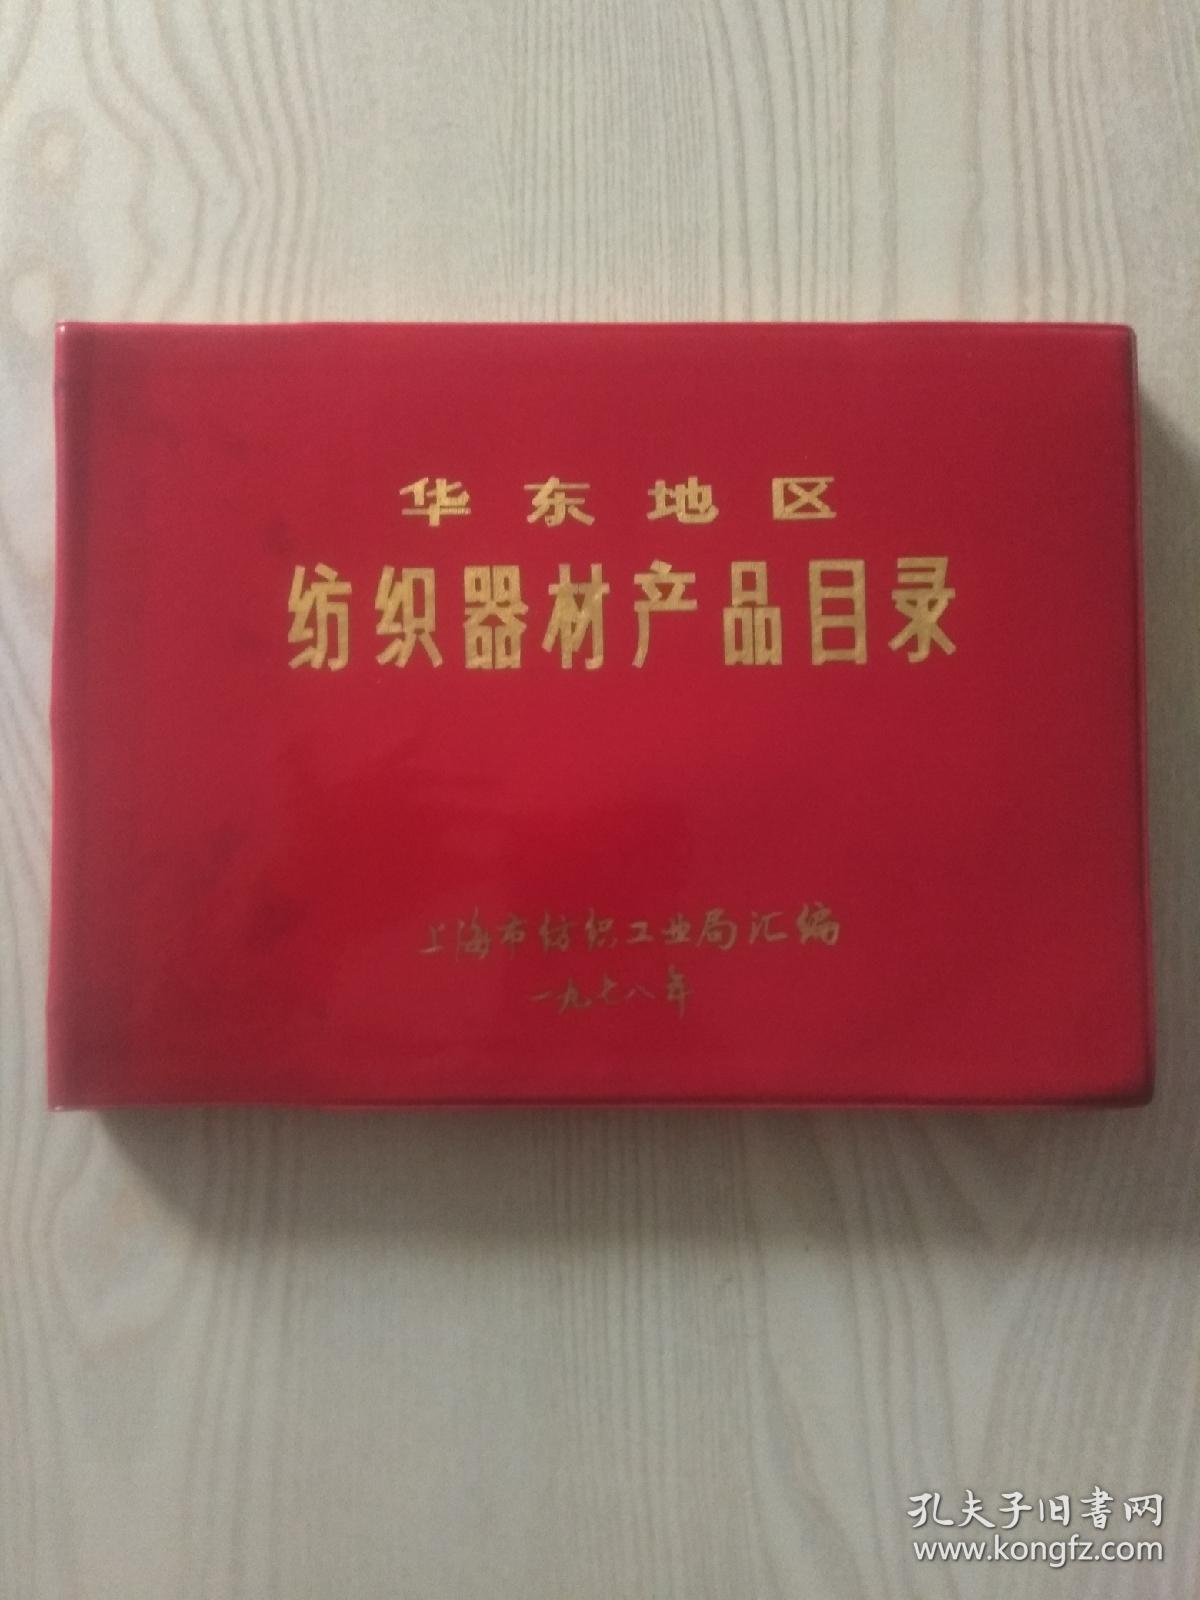 华东地区
纺织器材产品目录
上海市纺织工业局汇编
一九七八年
孔夫子旧书网
www.kongfz.com